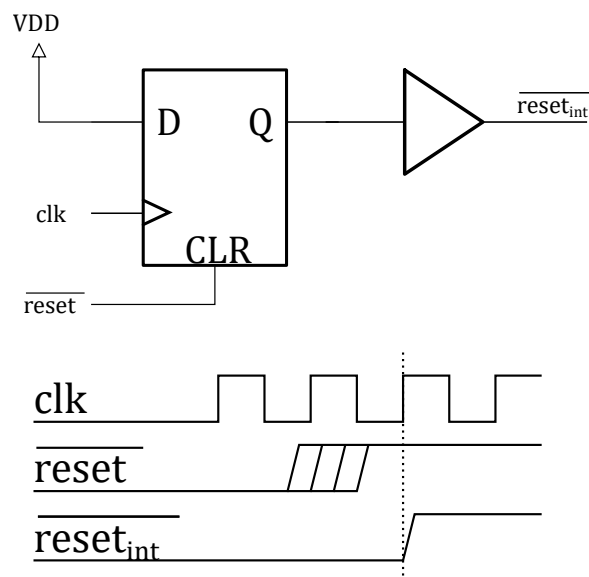 VDD
D Q
reset_int
clk
CLR
reset
clk
reset
reset_int